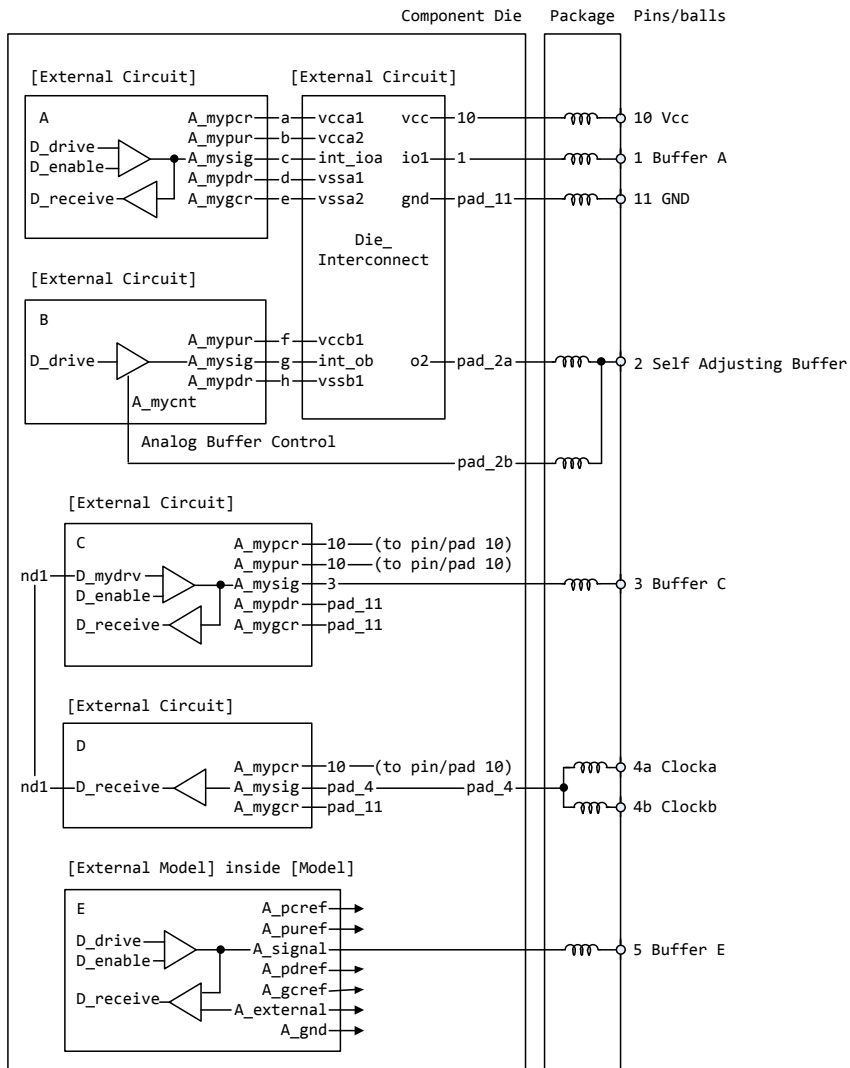 Component Die Package Pins/balls
[External Circuit] [External Circuit]
A A_mypcr a vcca1 vcc 10 10 Vcc
D_drive A_mypur b vcca2
D_enable A_mysig c int_ioa io1 1 1 Buffer A
A_mypdr d vssa1
D_receive A_mygcr e vssa2 gnd pad_11 11 GND
Die_
Interconnect
[External Circuit]
B
A_mypur f vccb1
D_drive A_mysig g int_ob o2 pad_2a 2 Self Adjusting Buffer
A_mypdr h vssb1
A_mycnt
Analog Buffer Control
pad_2b
[External Circuit]
C A_mypcr 10 (to pin/pad 10)
A_mypur 10 (to pin/pad 10)
nd1 D_mydrv A_mysig 3 3 Buffer C
D_enable A_mypdr pad_11
D_receive A_mygcr pad_11
[External Circuit]
D
A_mypcr 10 (to pin/pad 10) 4a Clocka
nd1 D_receive A_mysig pad_4 pad_4
A_mygcr pad_11 4b Clockb
[External Model] inside [Model]
E A_pcref
A_puref
D_drive A_signal 5 Buffer E
D_enable A_pdref
D_receive A_gcref
A_external
A_gnd